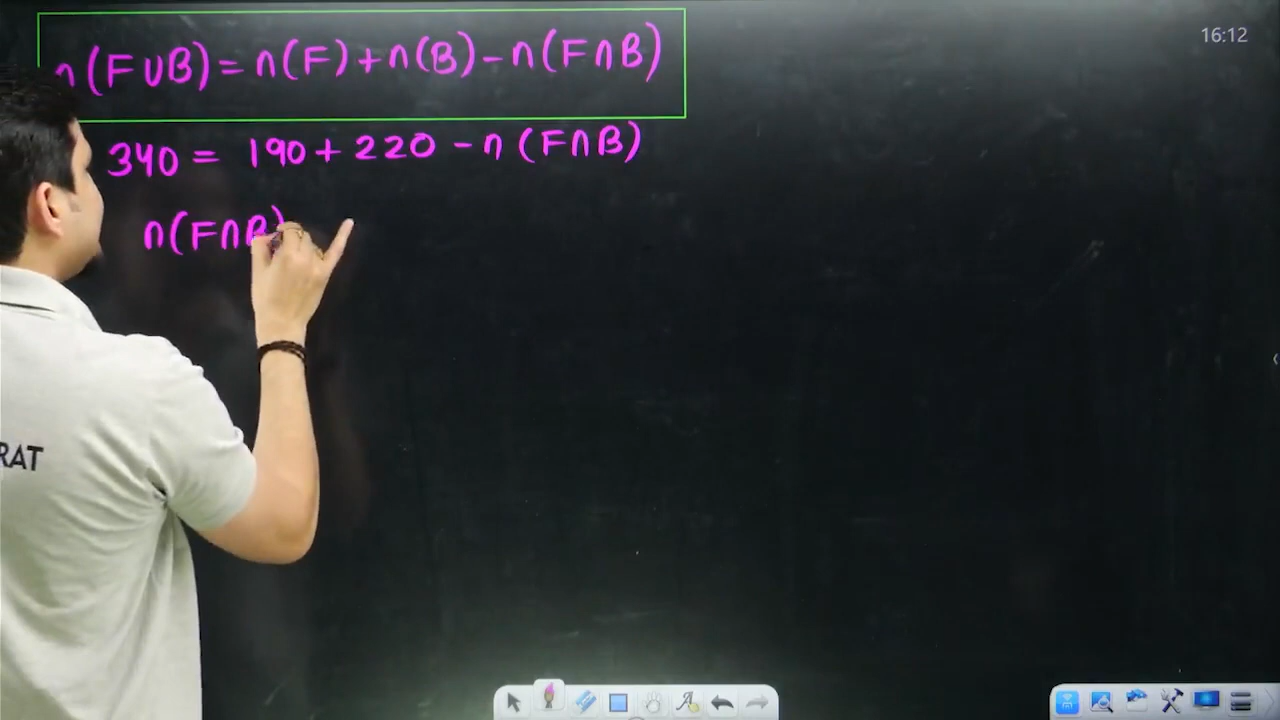 16:12
n(F∪B)=n(F)+n(B)-n(F∩B)
340 = 190 + 220 - n(F∩B)
n(F∩B)
RAT